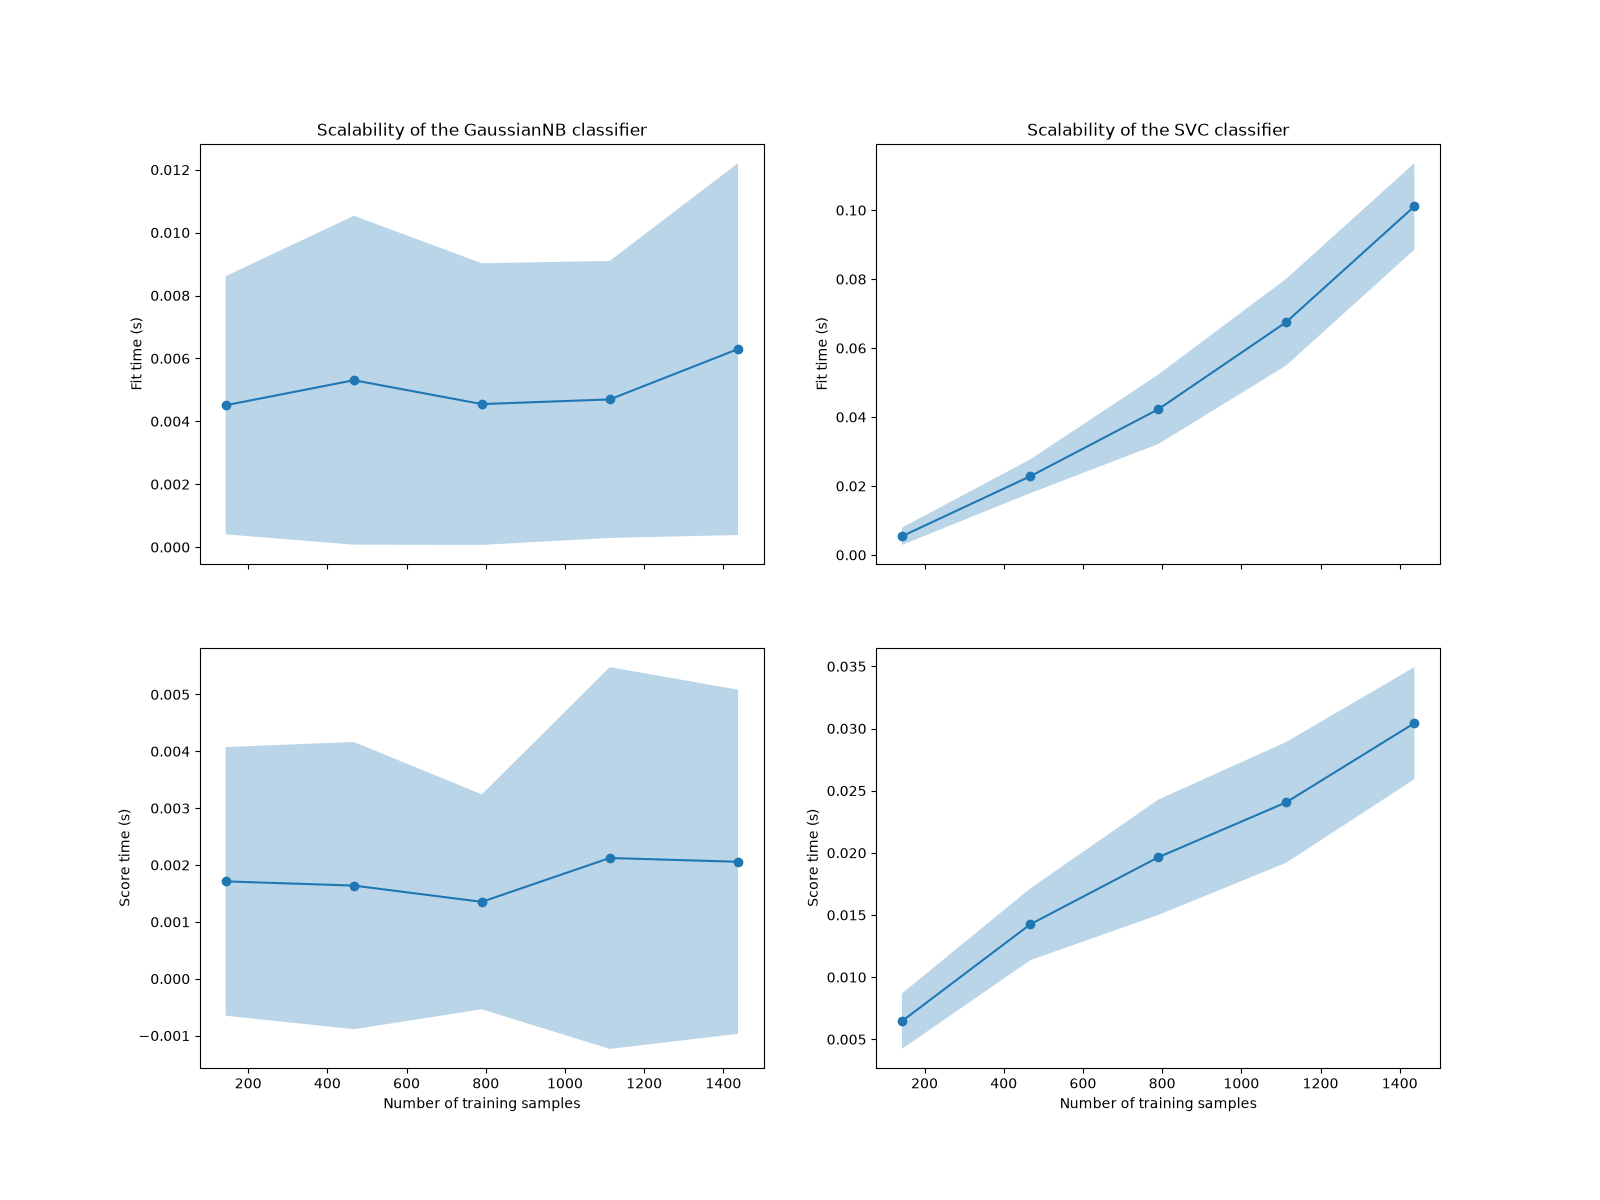 Scalability of the GaussianNB classifier
0.012
0.010
0.008
0.006
0.004
0.002
0.000
Fit time (s)
Scalability of the SVC classifier
0.10
0.08
0.06
0.04
0.02
0.00
Fit time (s)
0.005
0.004
0.003
0.002
0.001
0.000
−0.001
Score time (s)
200 400 600 800 1000 1200 1400
Number of training samples
0.035
0.030
0.025
0.020
0.015
0.010
0.005
Score time (s)
200 400 600 800 1000 1200 1400
Number of training samples